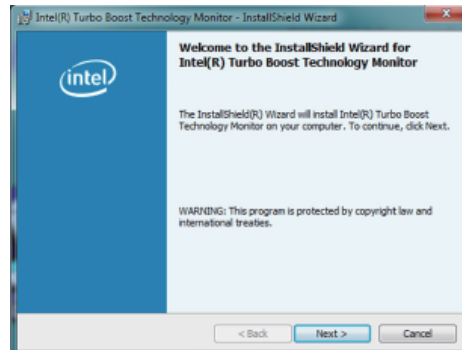 Intel(R) Turbo Boost Technology Monitor - InstallShield Wizard
intel
Welcome to the InstallShield Wizard for
Intel(R) Turbo Boost Technology Monitor
The InstallShield(R) Wizard will install Intel(R) Turbo Boost
Technology Monitor on your computer. To continue, click Next.
WARNING: This program is protected by copyright law and
international treaties.
< Back
Next >
Cancel